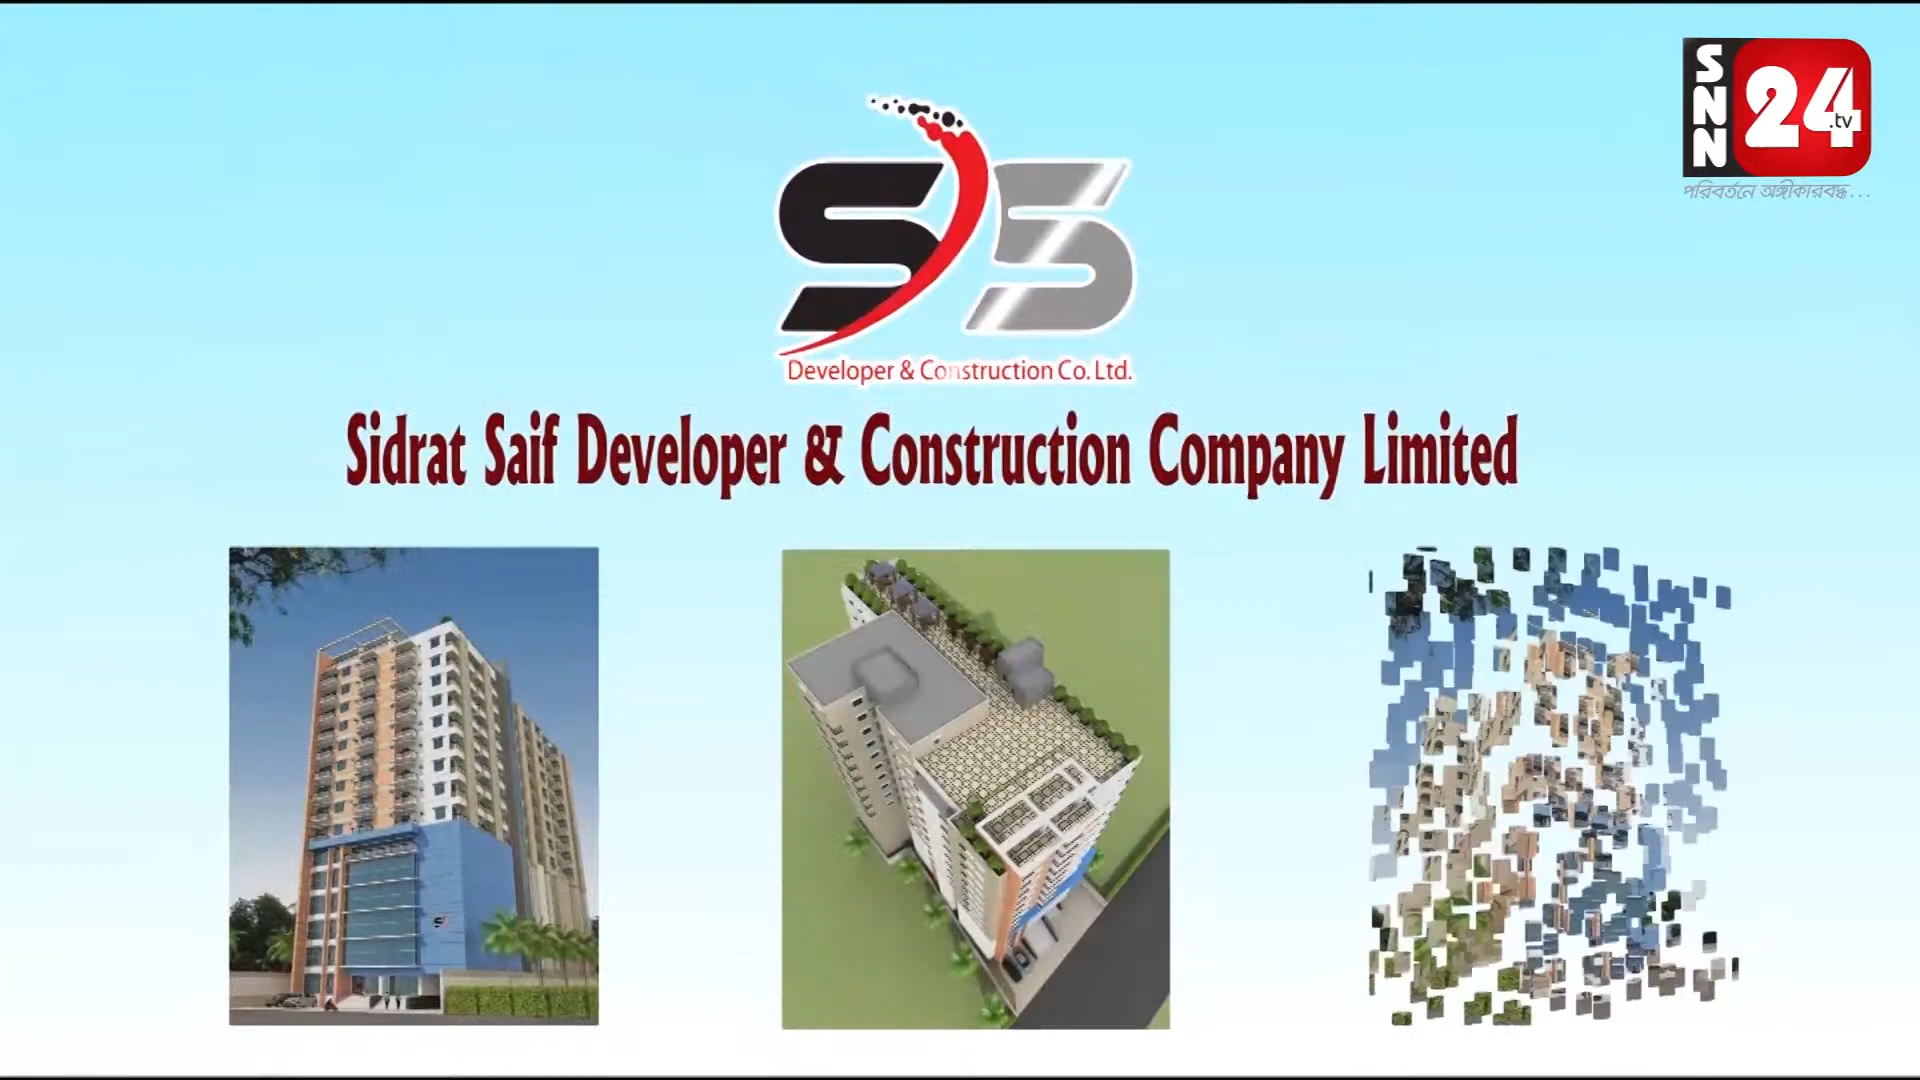 SNN
24
.tv
পরিবর্তনে অঙ্গীকারবদ্ধ...
SS
Developer & Construction Co. Ltd.
Sidrat Saif Developer & Construction Company Limited